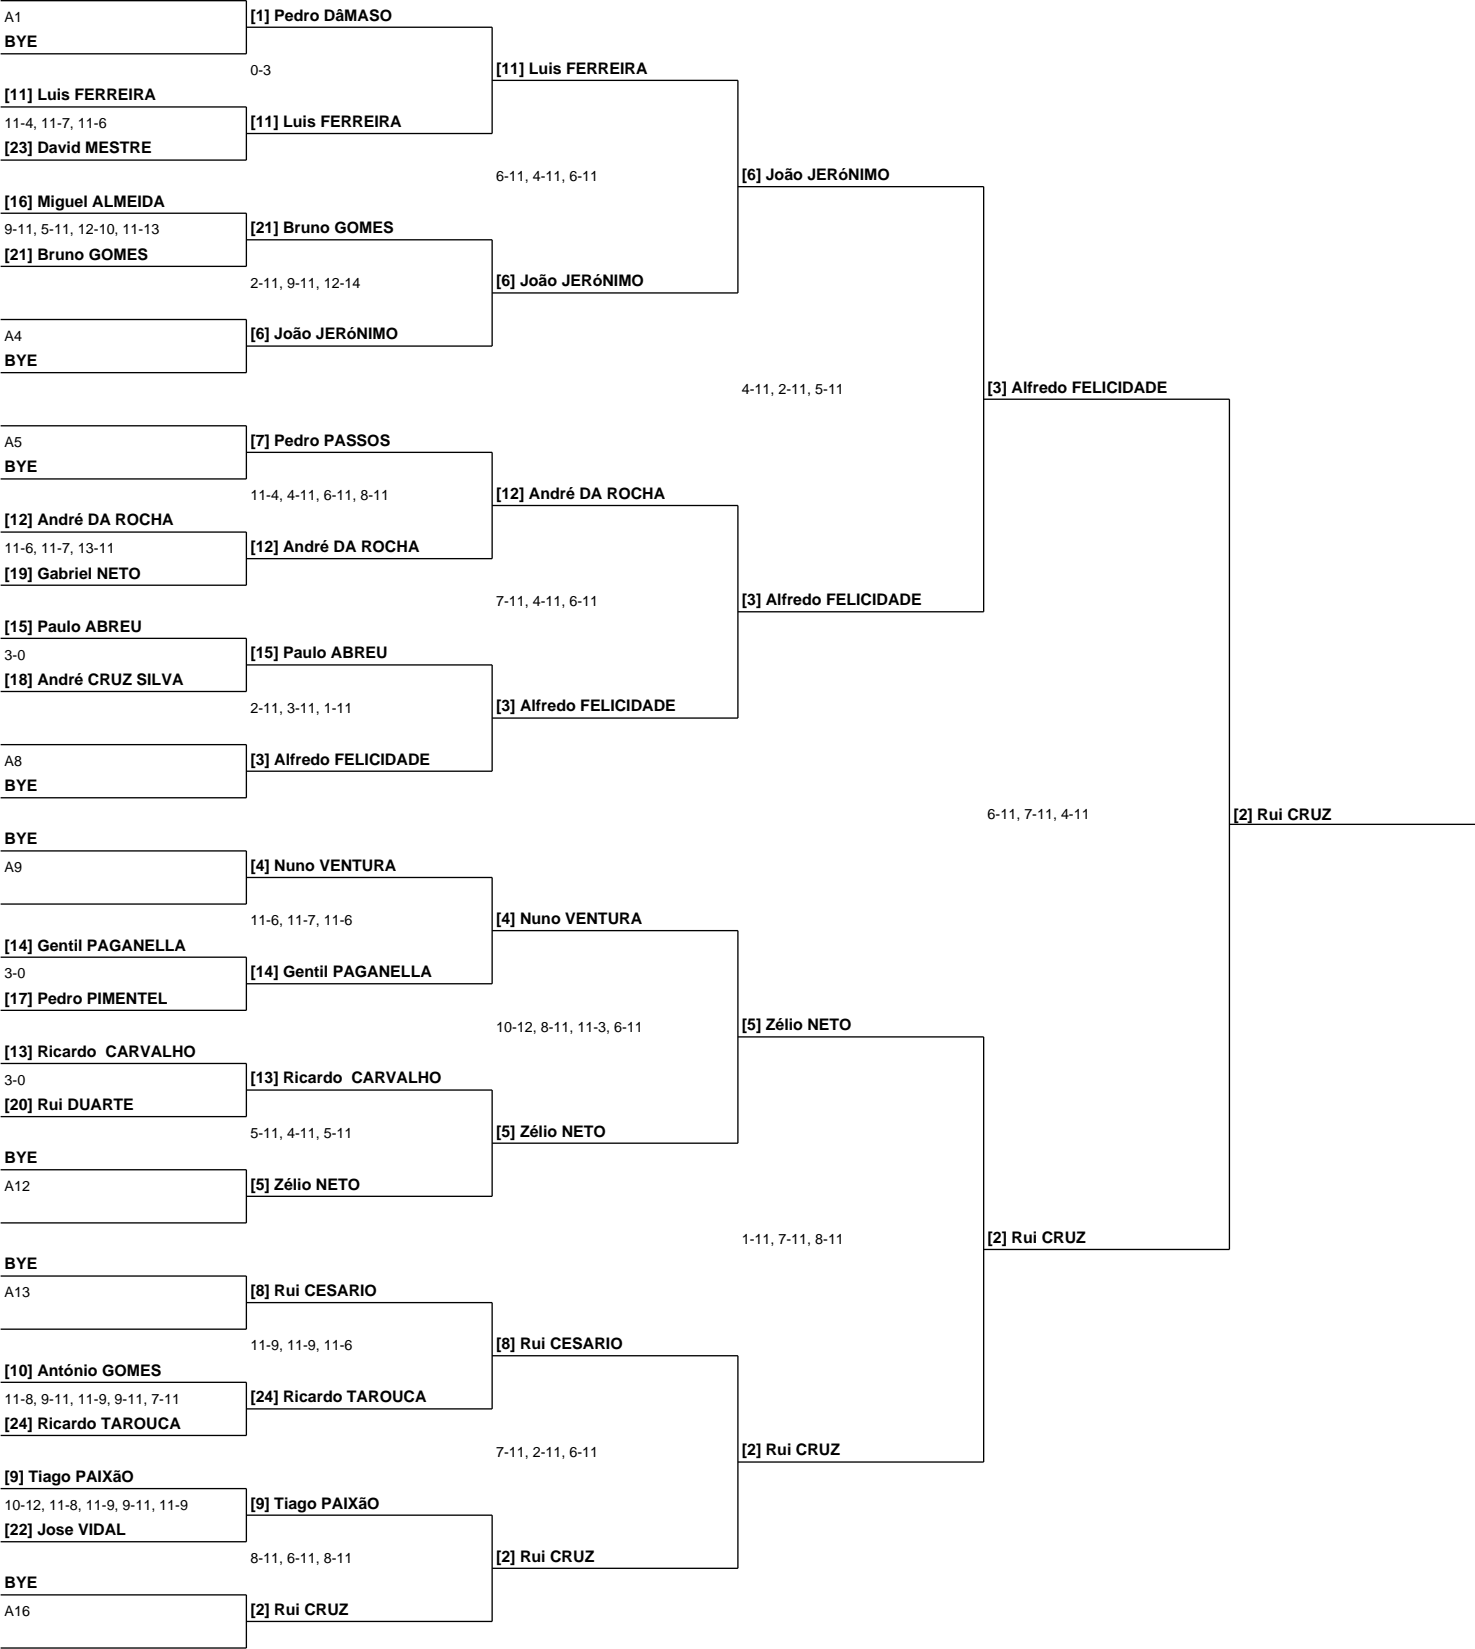 A1
BYE
[1] Pedro DâMASO
0-3
[11] Luis FERREIRA
[11] Luis FERREIRA
11-4, 11-7, 11-6
[23] David MESTRE
[11] Luis FERREIRA
6-11, 4-11, 6-11
[6] João JERóNIMO
[16] Miguel ALMEIDA
9-11, 5-11, 12-10, 11-13
[21] Bruno GOMES
[21] Bruno GOMES
2-11, 9-11, 12-14
[6] João JERóNIMO
A4
BYE
[6] João JERóNIMO
4-11, 2-11, 5-11
[3] Alfredo FELICIDADE
A5
BYE
[7] Pedro PASSOS
11-4, 4-11, 6-11, 8-11
[12] André DA ROCHA
[12] André DA ROCHA
11-6, 11-7, 13-11
[19] Gabriel NETO
[12] André DA ROCHA
7-11, 4-11, 6-11
[3] Alfredo FELICIDADE
[15] Paulo ABREU
3-0
[18] André CRUZ SILVA
[15] Paulo ABREU
2-11, 3-11, 1-11
[3] Alfredo FELICIDADE
A8
BYE
[3] Alfredo FELICIDADE
6-11, 7-11, 4-11
[2] Rui CRUZ
BYE
A9
[4] Nuno VENTURA
11-6, 11-7, 11-6
[4] Nuno VENTURA
[14] Gentil PAGANELLA
3-0
[17] Pedro PIMENTEL
[14] Gentil PAGANELLA
10-12, 8-11, 11-3, 6-11
[5] Zélio NETO
[13] Ricardo  CARVALHO
3-0
[20] Rui DUARTE
[13] Ricardo  CARVALHO
5-11, 4-11, 5-11
[5] Zélio NETO
BYE
A12
[5] Zélio NETO
1-11, 7-11, 8-11
[2] Rui CRUZ
BYE
A13
[8] Rui CESARIO
11-9, 11-9, 11-6
[8] Rui CESARIO
[10] António GOMES
11-8, 9-11, 11-9, 9-11, 7-11
[24] Ricardo TAROUCA
[24] Ricardo TAROUCA
7-11, 2-11, 6-11
[2] Rui CRUZ
[9] Tiago PAIXãO
10-12, 11-8, 11-9, 9-11, 11-9
[22] Jose VIDAL
[9] Tiago PAIXãO
8-11, 6-11, 8-11
[2] Rui CRUZ
BYE
A16
[2] Rui CRUZ